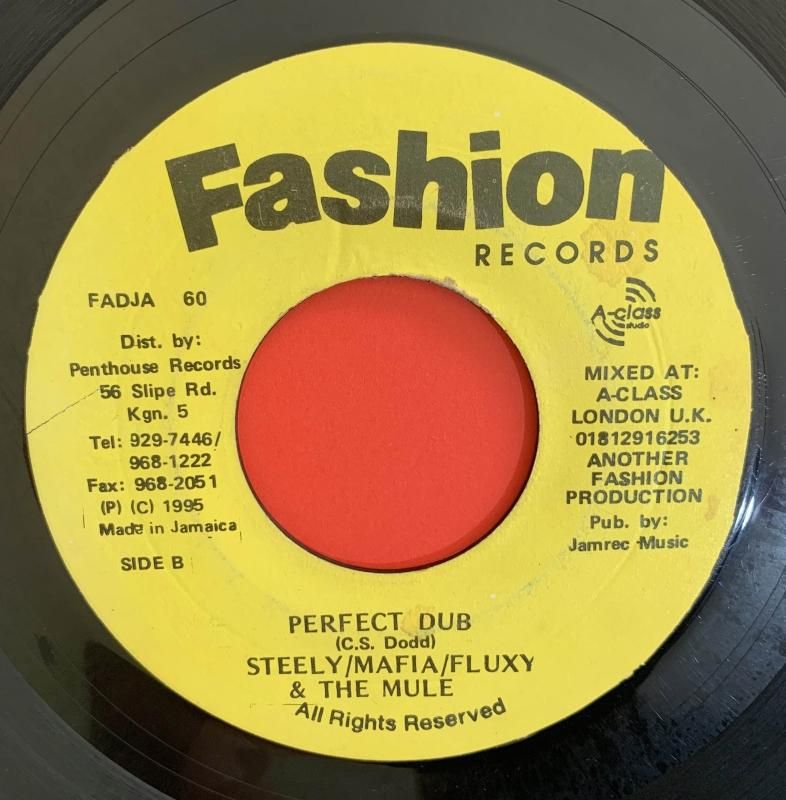 Fashion
RECORDS
FADJA 60
Dist. by:
Penthouse Records
56 Slipe Rd.
Kgn. 5
Tel: 929-7446/
968-1222
Fax: 968-2051
(P) (C) 1995
Made in Jamaica
SIDE B
A-class
studio
MIXED AT:
A-CLASS
LONDON U.K.
01812916253
ANOTHER
FASHION
PRODUCTION
Pub. by:
Jamrec Music
PERFECT DUB
(C.S. Dodd)
STEELY/MAFIA/FLUXY
& THE MULE
All Rights Reserved